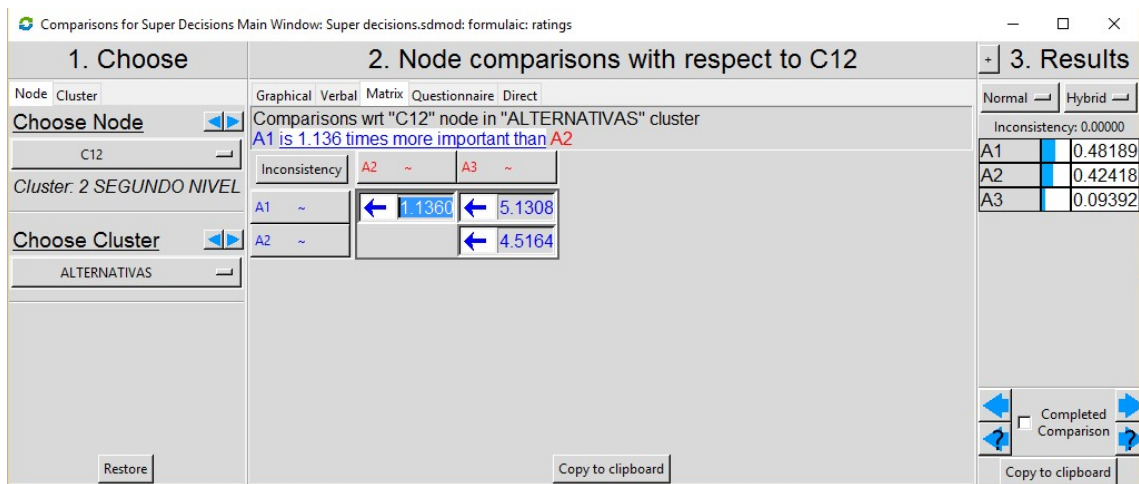 Comparisons for Super Decisions Main Window: Super decisions.sdmod: formulaic: ratings
1. Choose
Node Cluster
Choose Node
C12
Cluster: 2 SEGUNDO NIVEL
Choose Cluster
ALTERNATIVAS
Restore
2. Node comparisons with respect to C12
Graphical Verbal Matrix Questionnaire Direct
Comparisons wrt "C12" node in "ALTERNATIVAS" cluster
A1 is 1.136 times more important than A2
Inconsistency A2 ~ A3 ~
A1 ~ 1.1360 5.1308
A2 ~ 4.5164
Copy to clipboard
+ 3. Results
Normal Hybrid
Inconsistency: 0.00000
A1 0.48189
A2 0.42418
A3 0.09392
Completed
Comparison
? ?
Copy to clipboard